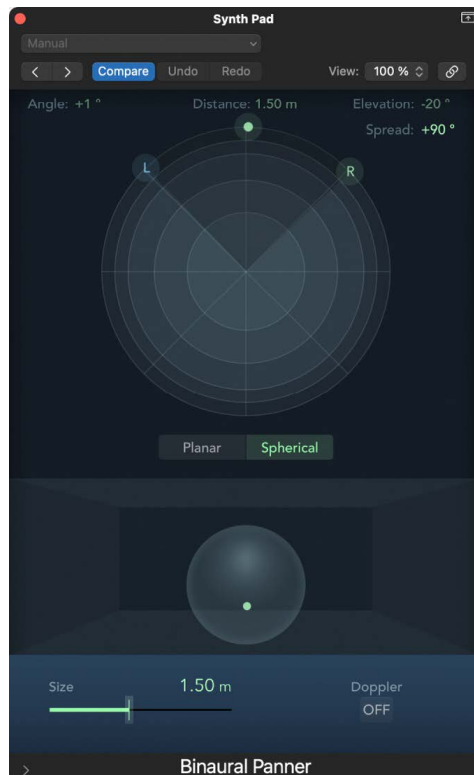 Synth Pad
Manual
Compare Undo Redo View: 100 %
Angle: +1 ° Distance: 1.50 m Elevation: -20 °
Spread: +90 °
L R
Planar Spherical
Size 1.50 m Doppler
OFF
Binaural Panner